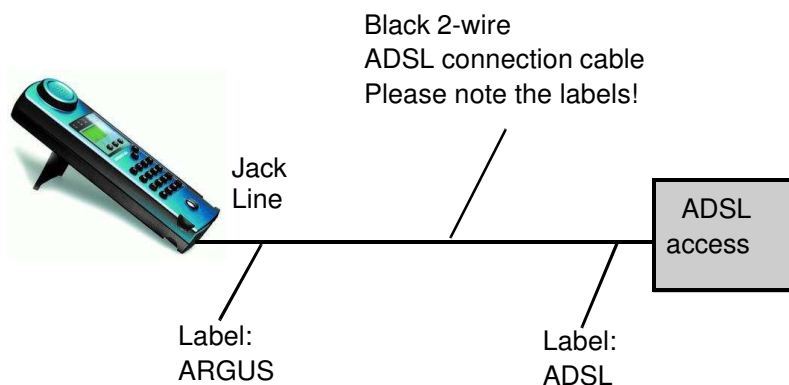 Black 2-wire
ADSL connection cable
Please note the labels!
Jack
Line
ADSL
access
Label:
ARGUS
Label:
ADSL